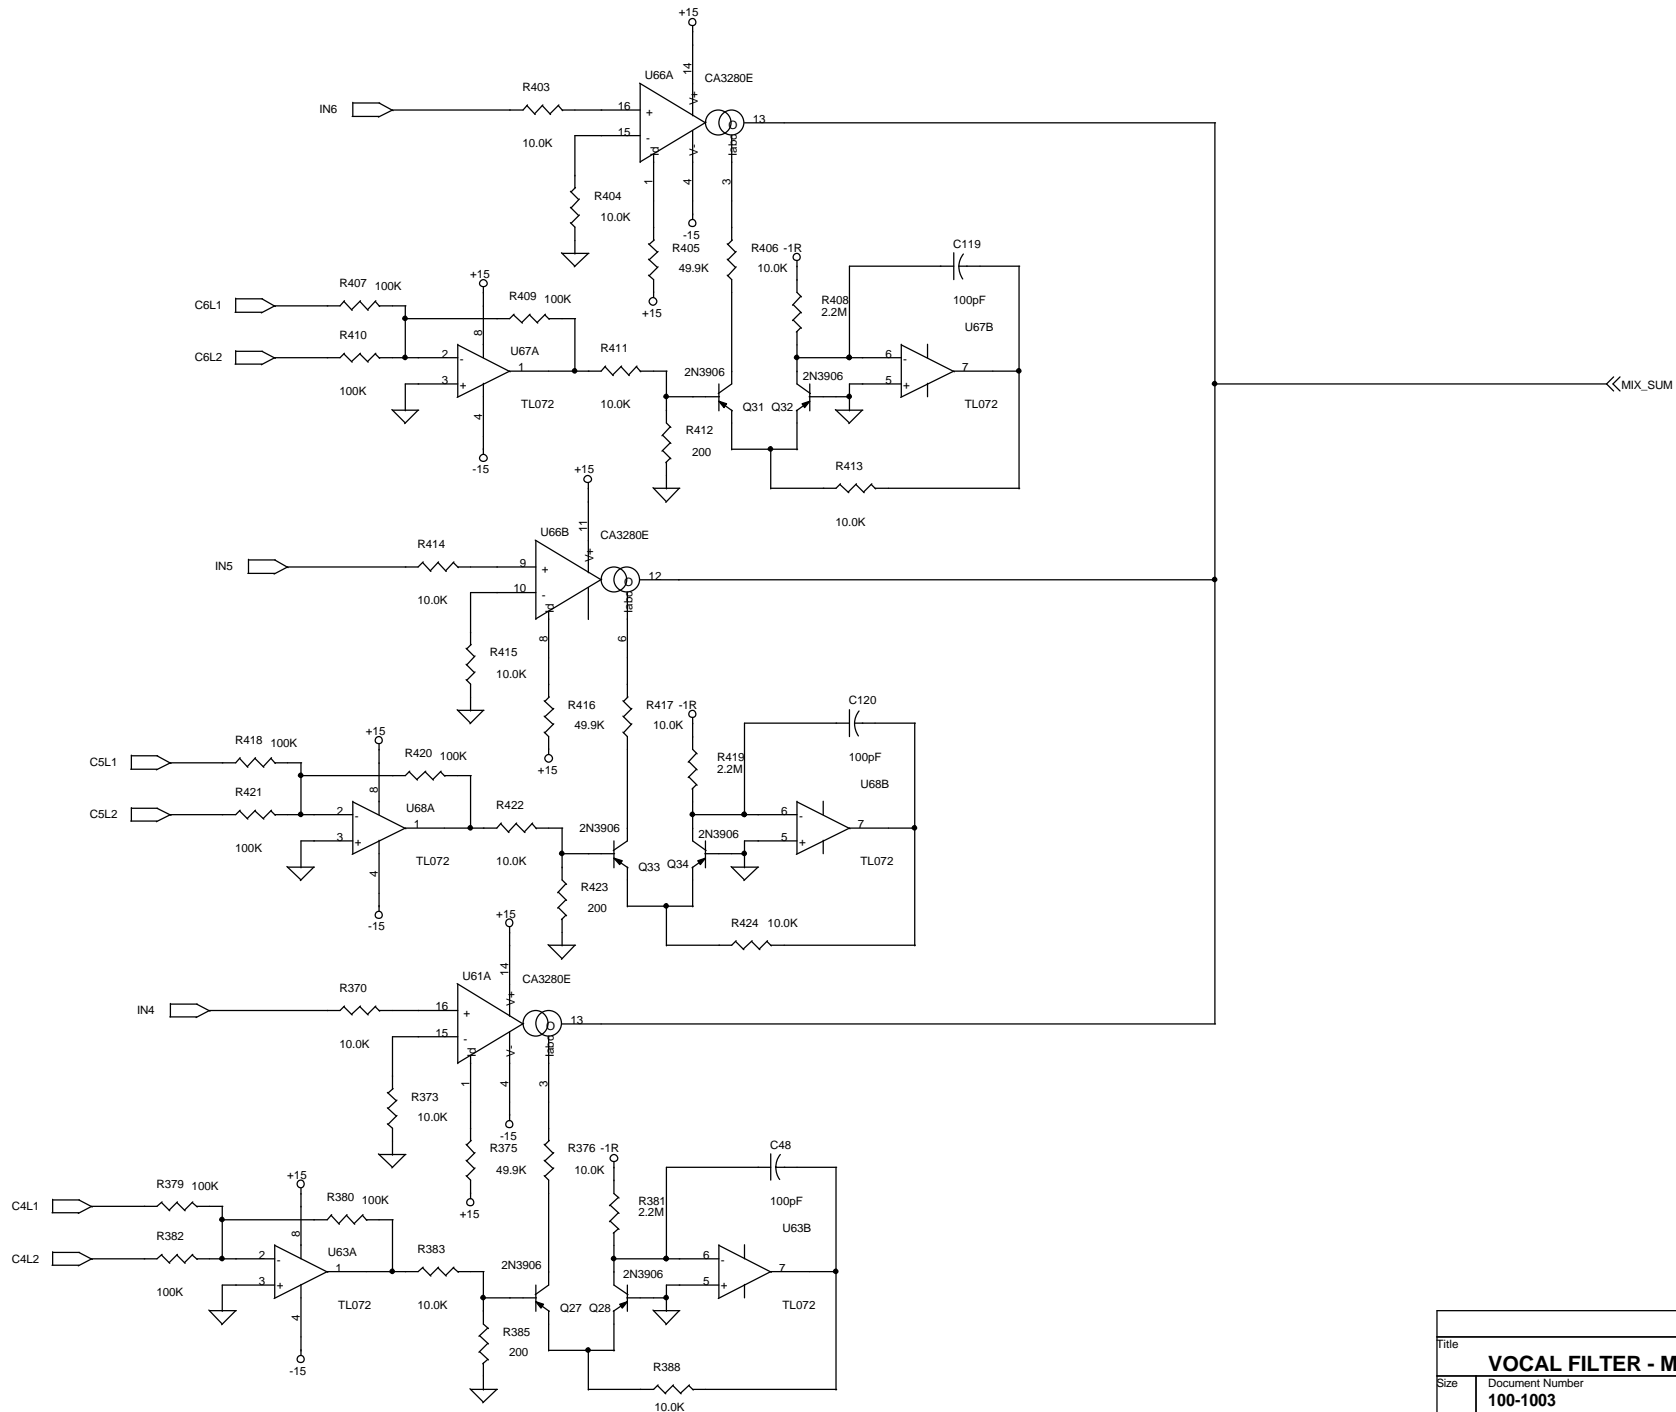 +15
U66A
CA3280E
14
V+
R403
IN6
16
+
13
O
15
-
10.0K
Id
V-
Iabc
1
4
3
R404
10.0K
-15
R405
49.9K
R406
-1R
10.0K
C119
+15
+15
R407
100K
R409
100K
R408
2.2M
100pF
C6L1
U67B
8
R410
C6L2
2
-
U67A
1
R411
6
-
7
2N3906
2N3906
3
+
5
+
100K
TL072
10.0K
Q31
Q32
TL072
4
R412
200
MIX_SUM
-15
+15
R413
10.0K
11
U66B
CA3280E
V+
R414
IN5
9
+
12
O
10
-
10.0K
Id
Iabc
8
6
R415
10.0K
R416
49.9K
R417
-1R
10.0K
C120
+15
+15
R418
100K
R420
100K
R419
2.2M
100pF
C5L1
U68B
8
R421
C5L2
2
-
U68A
1
R422
6
-
7
2N3906
2N3906
3
+
5
+
100K
TL072
10.0K
Q33
Q34
TL072
4
R423
200
-15
+15
R424
10.0K
14
U61A
CA3280E
V+
R370
IN4
16
+
13
O
15
-
10.0K
Id
V-
Iabc
1
4
3
R373
10.0K
-15
R375
49.9K
R376
-1R
10.0K
C48
+15
+15
R379
100K
R380
100K
R381
2.2M
100pF
C4L1
U63B
8
R382
C4L2
2
-
U63A
1
R383
6
-
7
2N3906
2N3906
3
+
5
+
100K
TL072
10.0K
Q27
Q28
TL072
4
R385
200
-15
R388
10.0K
Title
VOCAL FILTER - M
Size
Document Number
100-1003